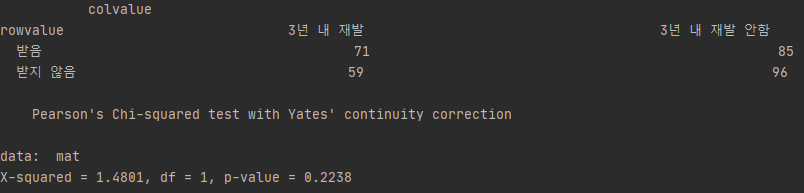 colvalue
rowvalue 3년 내 재발 3년 내 재발 안함
받음 71 85
받지 않음 59 96
Pearson's Chi-squared test with Yates' continuity correction
data: mat
X-squared = 1.4801, df = 1, p-value = 0.2238